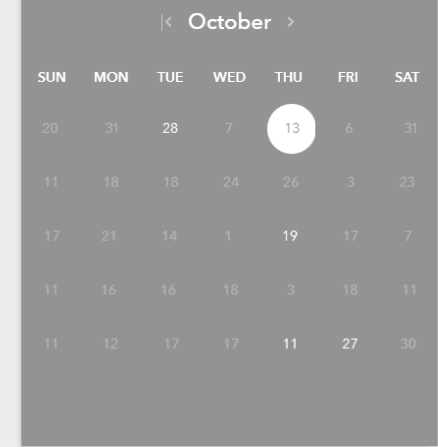 |< October >
SUN MON TUE WED THU FRI SAT
20 31 28 7 13 6 31
11 18 18 24 26 3 23
17 21 14 1 19 17 7
11 16 16 18 3 18 11
11 12 17 17 11 27 30